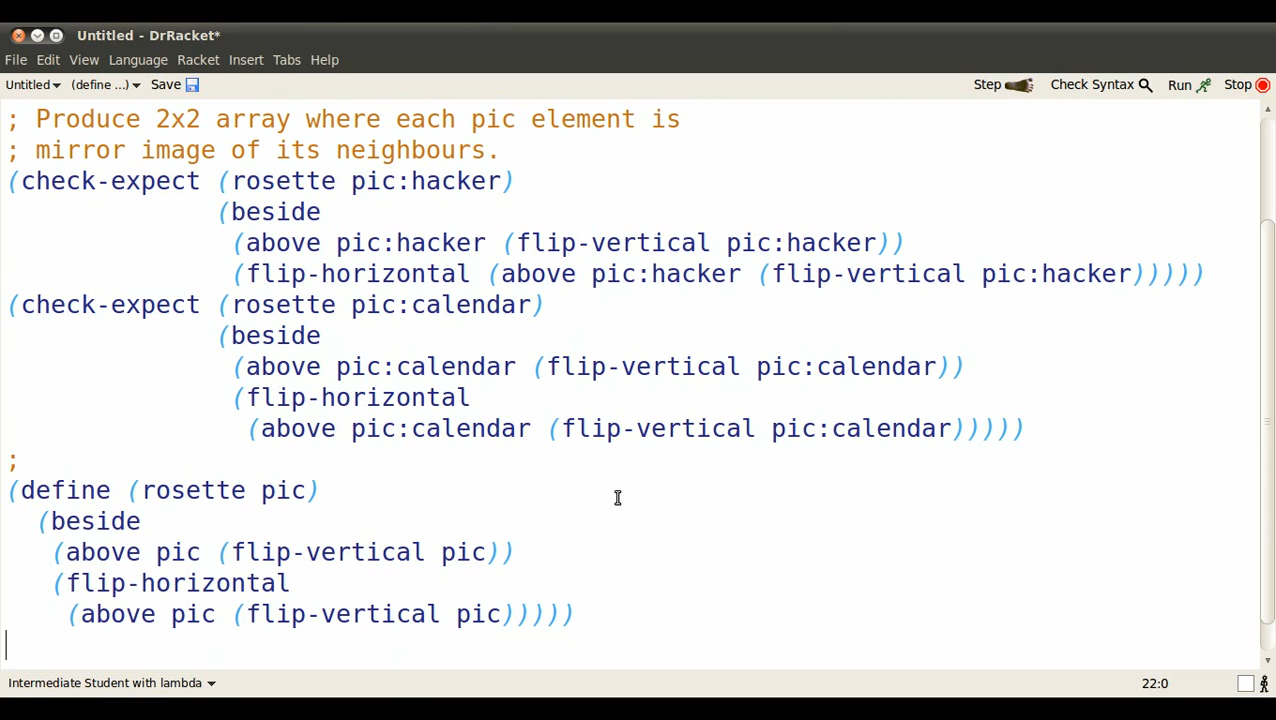 Untitled - DrRacket*
File Edit View Language Racket Insert Tabs Help
Untitled (define ...) Save Step Check Syntax Run Stop
; Produce 2x2 array where each pic element is
; mirror image of its neighbours.
(check-expect (rosette pic:hacker)
(beside
(above pic:hacker (flip-vertical pic:hacker))
(flip-horizontal (above pic:hacker (flip-vertical pic:hacker)))))
(check-expect (rosette pic:calendar)
(beside
(above pic:calendar (flip-vertical pic:calendar))
(flip-horizontal
(above pic:calendar (flip-vertical pic:calendar)))))
;
(define (rosette pic)
(beside
(above pic (flip-vertical pic))
(flip-horizontal
(above pic (flip-vertical pic)))))
Intermediate Student with lambda 22:0